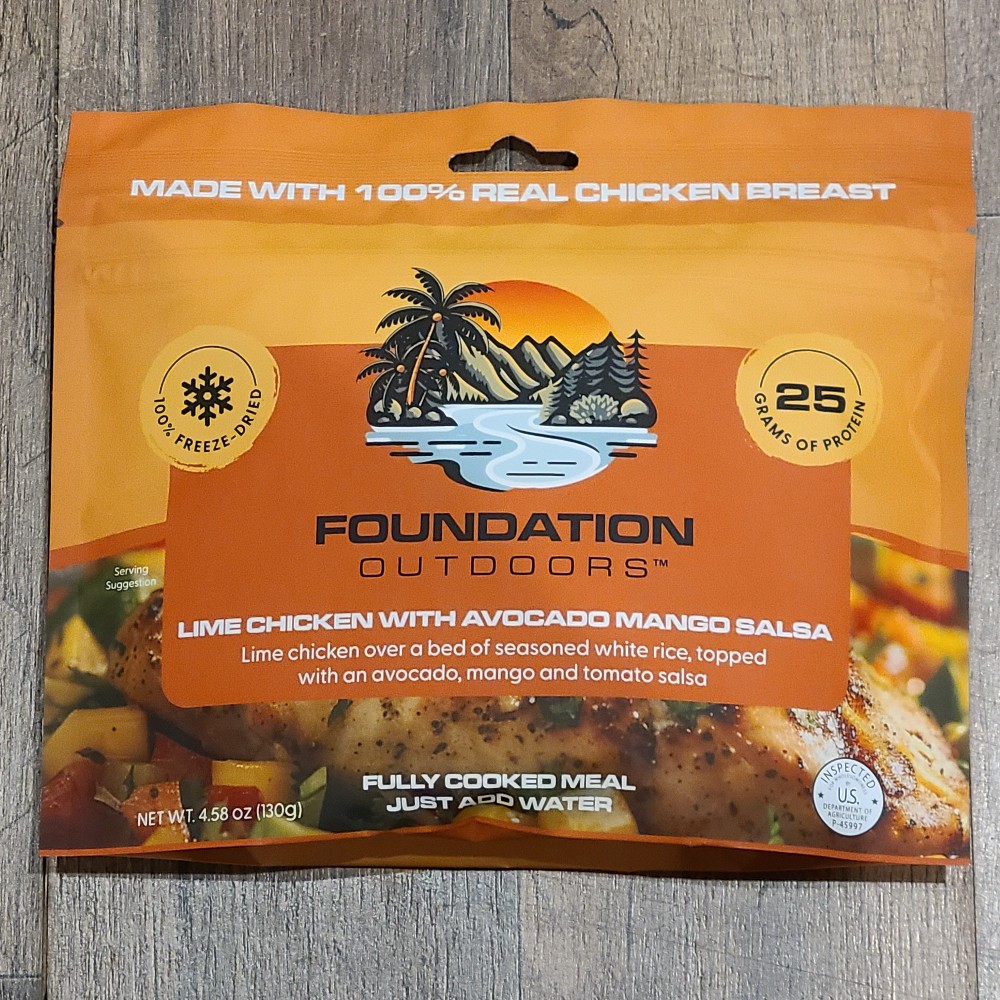 MADE WITH 100% REAL CHICKEN BREAST
100% FREEZE-DRIED
25
GRAMS OF PROTEIN
FOUNDATION
OUTDOORS™
Serving
Suggestion
LIME CHICKEN WITH AVOCADO MANGO SALSA
Lime chicken over a bed of seasoned white rice, topped
with an avocado, mango and tomato salsa
FULLY COOKED MEAL
JUST ADD WATER
NET WT. 4.58 oz (130g)
INSPECTED
U.S.
DEPARTMENT OF
AGRICULTURE
P-45997